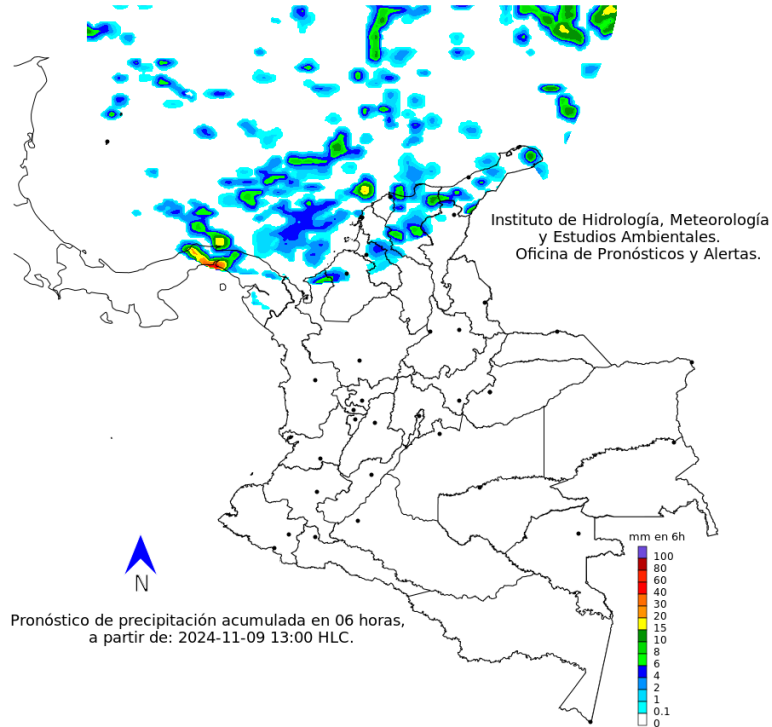 Instituto de Hidrología, Meteorología
y Estudios Ambientales.
Oficina de Pronósticos y Alertas.
mm en 6h
100
80
60
40
30
20
15
10
8
6
4
2
1
0.1
0
N
Pronóstico de precipitación acumulada en 06 horas,
a partir de: 2024-11-09 13:00 HLC.